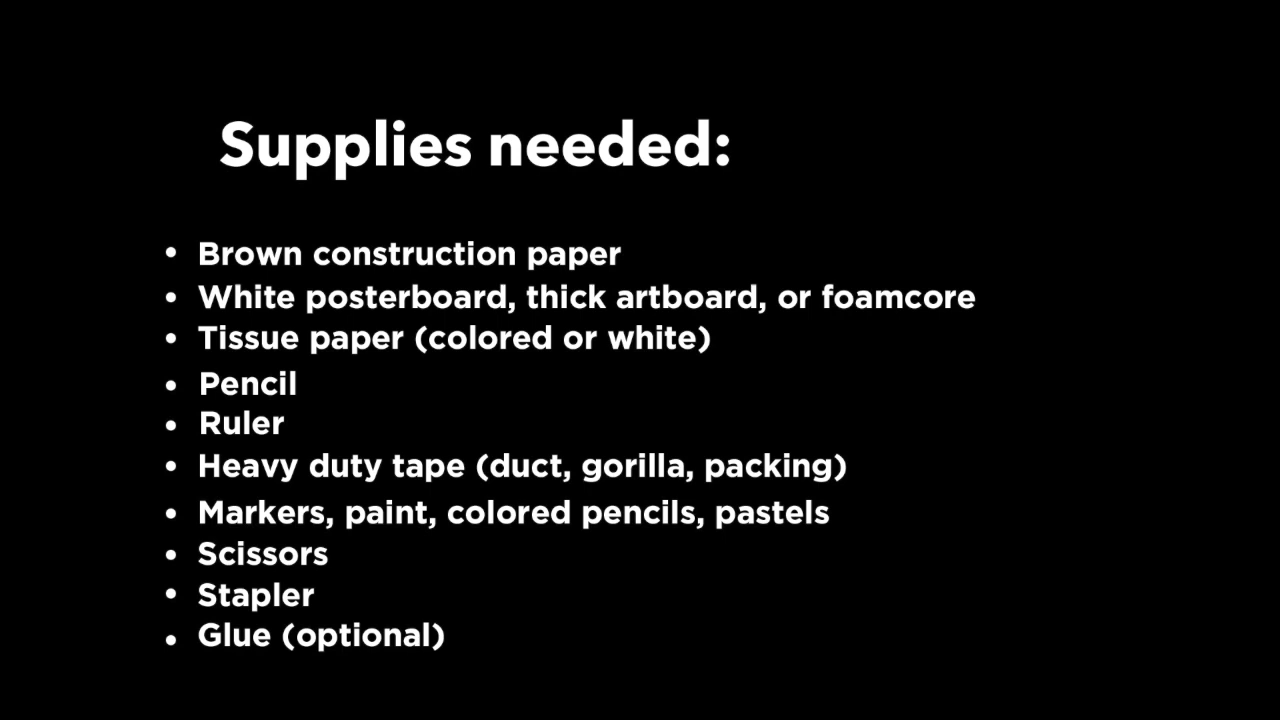 Supplies needed:
• Brown construction paper
• White posterboard, thick artboard, or foamcore
• Tissue paper (colored or white)
• Pencil
• Ruler
• Heavy duty tape (duct, gorilla, packing)
• Markers, paint, colored pencils, pastels
• Scissors
• Stapler
• Glue (optional)